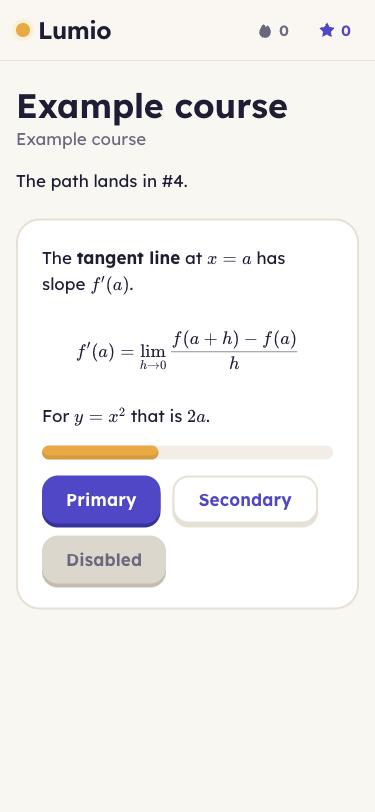 Lumio
0
0
Example course
Example course
The path lands in #4.
The tangent line at x = a has
slope f′(a).
f′(a) = lim h→0 f(a + h) − f(a) / h
For y = x² that is 2a.
Primary
Secondary
Disabled